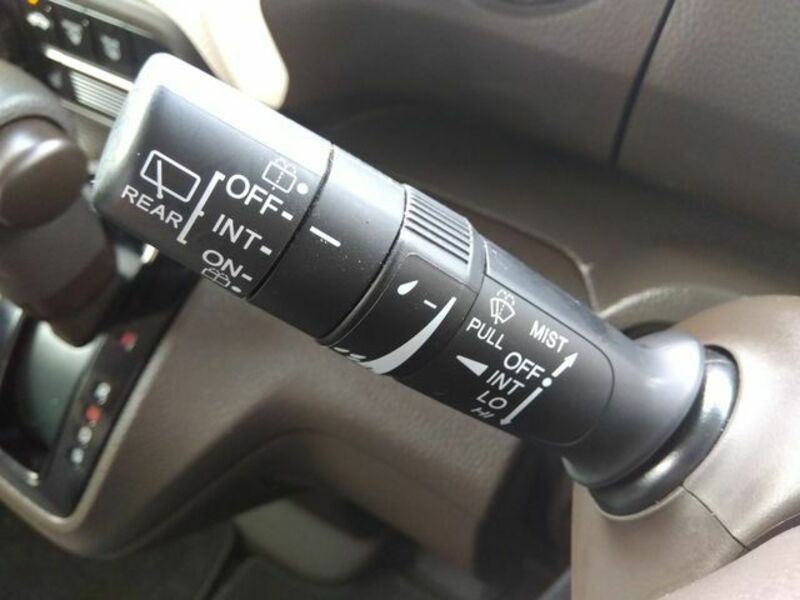 REAR
OFF
INT
ON
PULL
MIST
OFF
INT
LO
HI